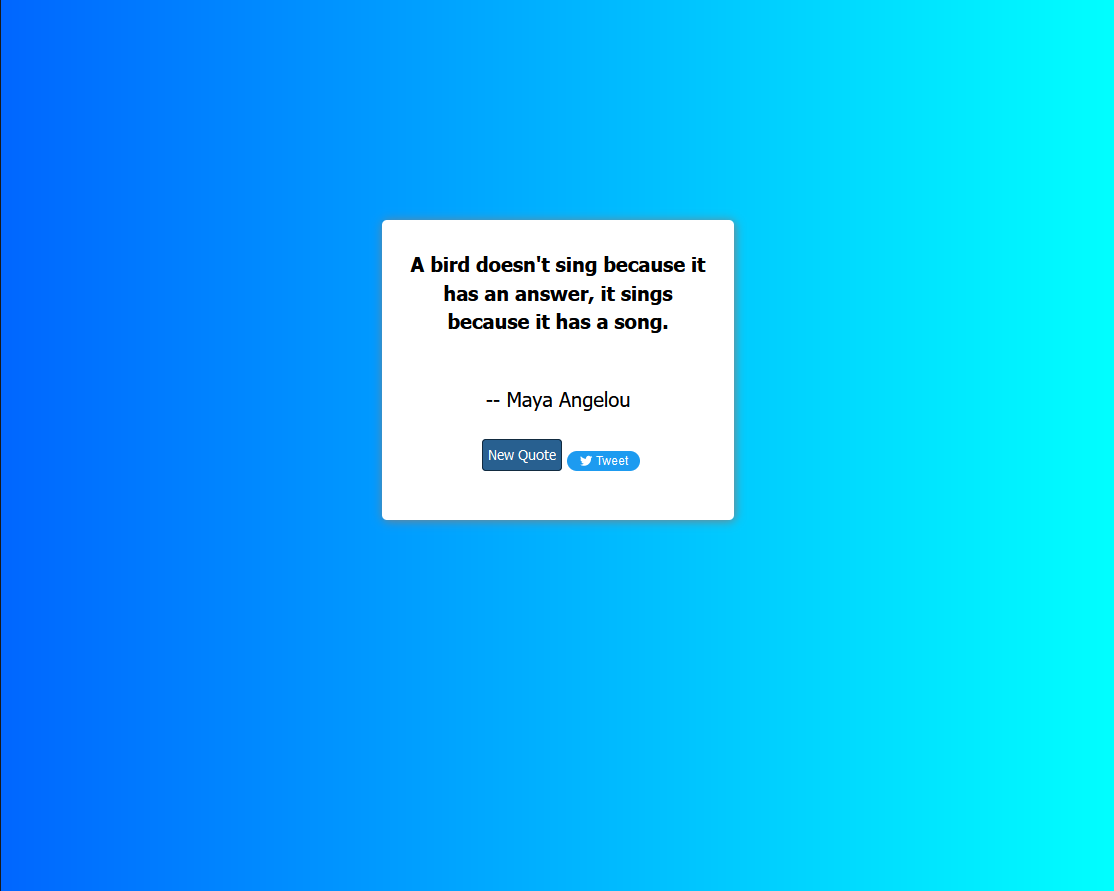 A bird doesn't sing because it
has an answer, it sings
because it has a song.
-- Maya Angelou
New Quote
Tweet